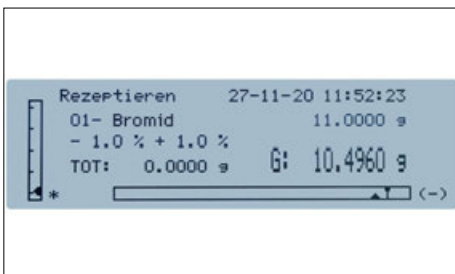 Rezeptieren 27-11-20 11:52:23
01- Bromid 11.0000 g
- 1.0 % + 1.0 %
TOT: 0.0000 g G: 10.4960 g
* (-)